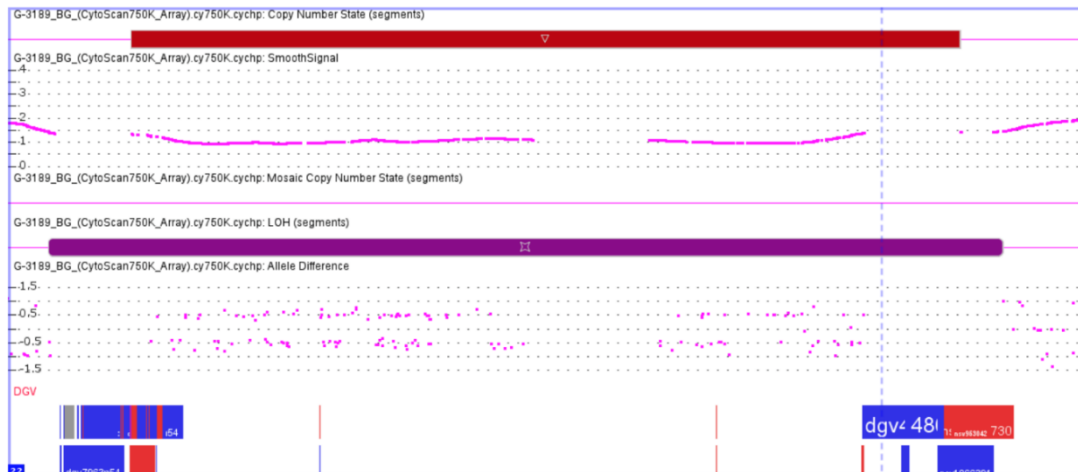 G-3189_BG_(CytoScan750K_Array).cy750K.cychp: Copy Number State (segments)
G-3189_BG_(CytoScan750K_Array).cy750K.cychp: SmoothSignal
4
3
2
1
0
G-3189_BG_(CytoScan750K_Array).cy750K.cychp: Mosaic Copy Number State (segments)
G-3189_BG_(CytoScan750K_Array).cy750K.cychp: LOH (segments)
G-3189_BG_(CytoScan750K_Array).cy750K.cychp: Allele Difference
1.5
0.5
-0.5
-1.5
DGV
dgv4 48
730